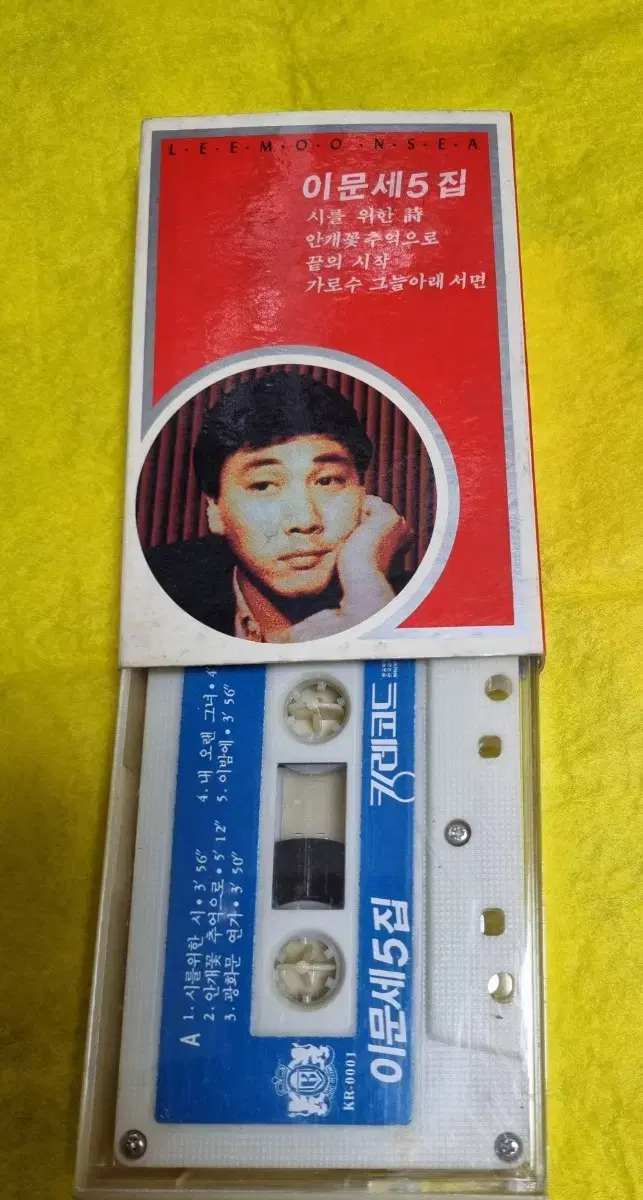 L·E·E·M·O·O·N·S·E·A
이문세5집
시를 위한 詩
안개꽃 추억으로
끝의 시작
가로수 그늘아래 서면
A
1. 시를위한 시 • 3′ 56″
2. 안개꽃 추억으로 • 5′ 12″
3. 광화문 연가 • 3′ 50″
4. 내 오랜 그녀 • 4′
5. 이밤에 • 3′ 56″
KR-0001
이문세5집
킹레코드